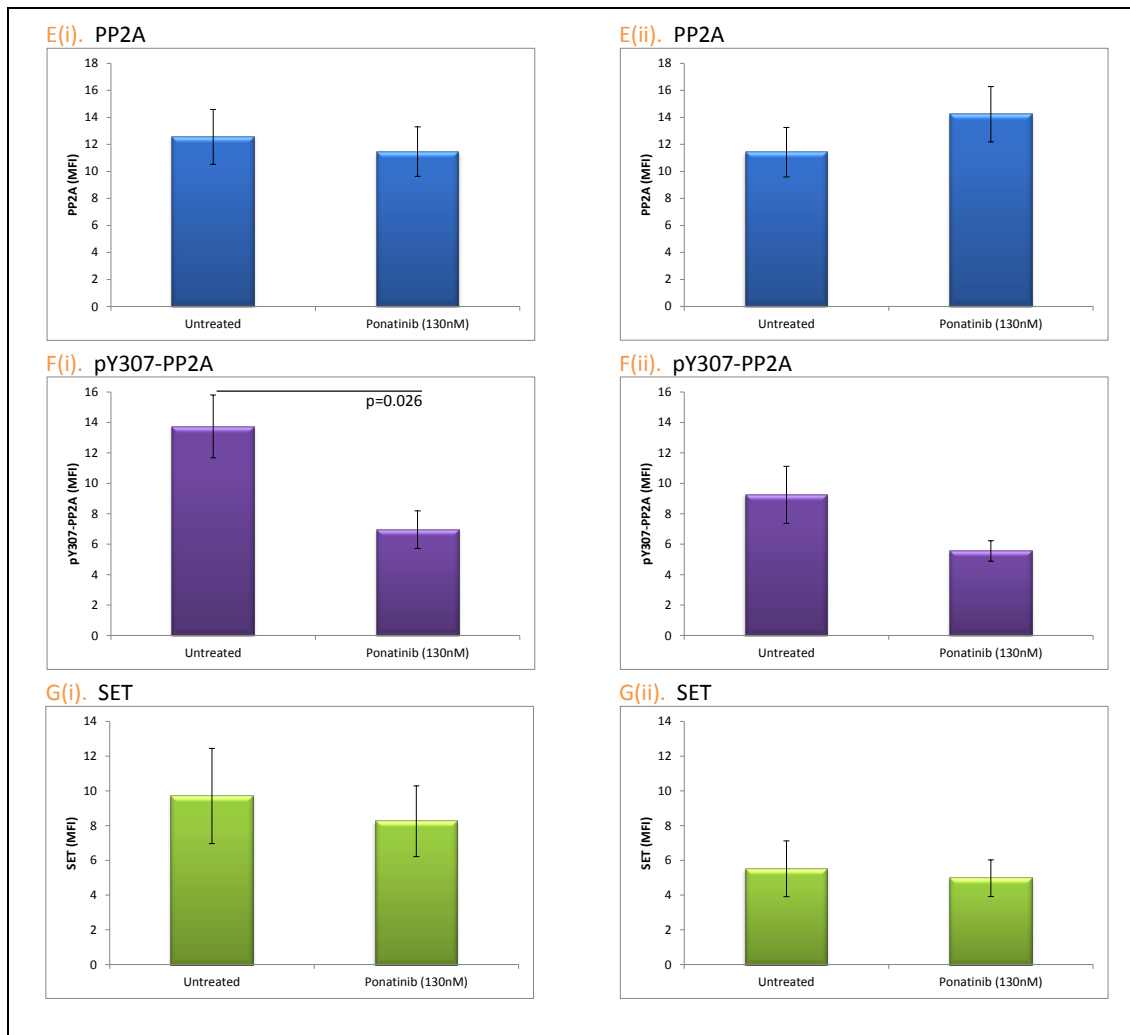 E(i). PP2A
18
16
14
12
10
8
6
4
2
0
PP2A (MFI)
Untreated Ponatinib (130nM)
E(ii). PP2A
18
16
14
12
10
8
6
4
2
0
PP2A (MFI)
Untreated Ponatinib (130nM)
F(i). pY307-PP2A
16
14
12
10
8
6
4
2
0
pY307-PP2A (MFI)
p=0.026
Untreated Ponatinib (130nM)
F(ii). pY307-PP2A
16
14
12
10
8
6
4
2
0
pY307-PP2A (MFI)
Untreated Ponatinib (130nM)
G(i). SET
14
12
10
8
6
4
2
0
SET (MFI)
Untreated Ponatinib (130nM)
G(ii). SET
14
12
10
8
6
4
2
0
SET (MFI)
Untreated Ponatinib (130nM)